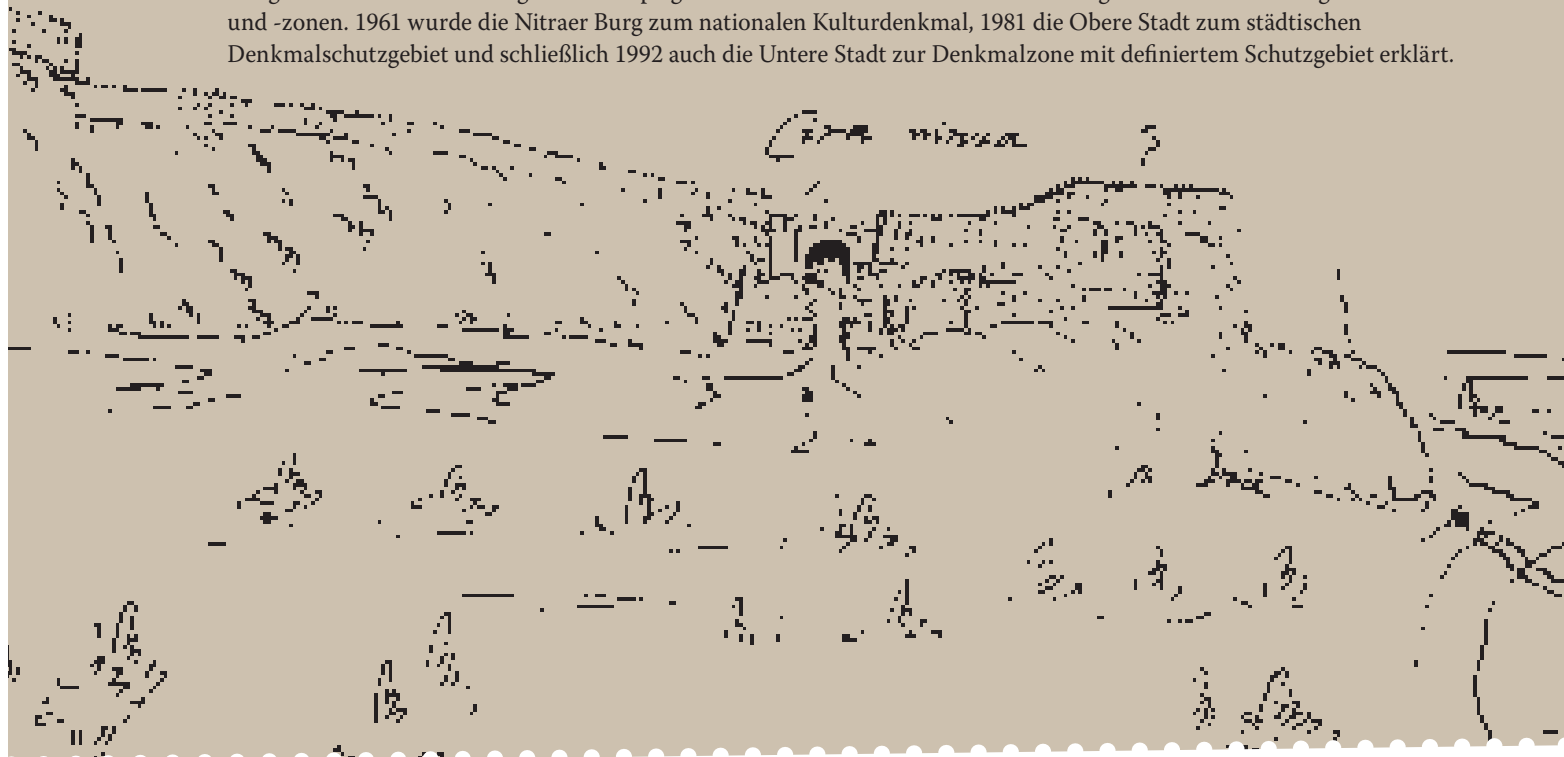 und -zonen. 1961 wurde die Nitraer Burg zum nationalen Kulturdenkmal, 1981 die Obere Stadt zum städtischen
Denkmalschutzgebiet und schließlich 1992 auch die Untere Stadt zur Denkmalzone mit definiertem Schutzgebiet erklärt.